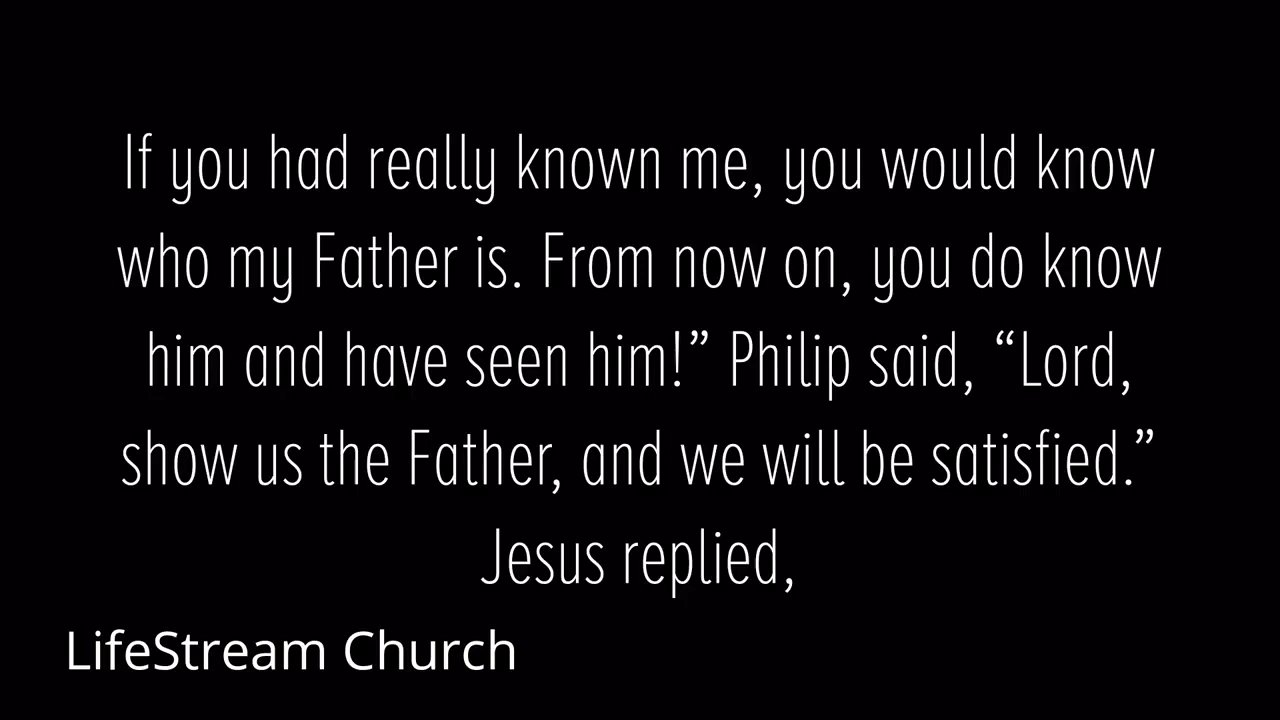 If you had really known me, you would know
who my Father is. From now on, you do know
him and have seen him!” Philip said, “Lord,
show us the Father, and we will be satisfied.”
Jesus replied,
LifeStream Church